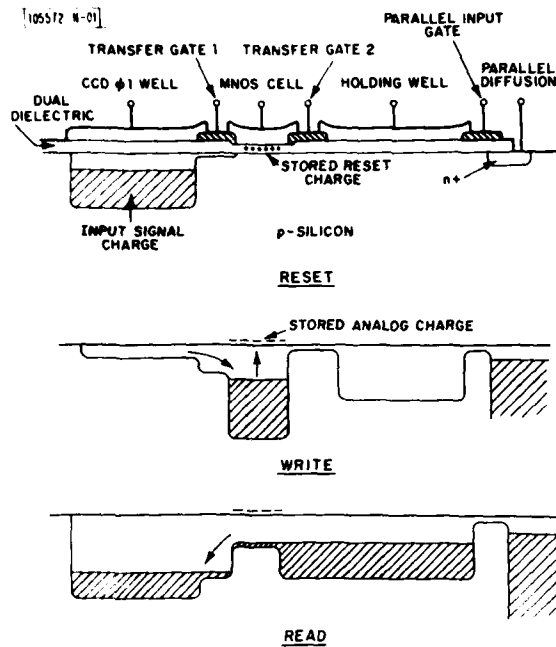 105572 N-01
TRANSFER GATE 1
TRANSFER GATE 2
PARALLEL INPUT
GATE
CCD ϕ1 WELL
MNOS CELL
HOLDING WELL
PARALLEL
DIFFUSION
DUAL
DIELECTRIC
STORED RESET
CHARGE
n+
INPUT SIGNAL
CHARGE
p-SILICON
RESET
STORED ANALOG CHARGE
WRITE
READ